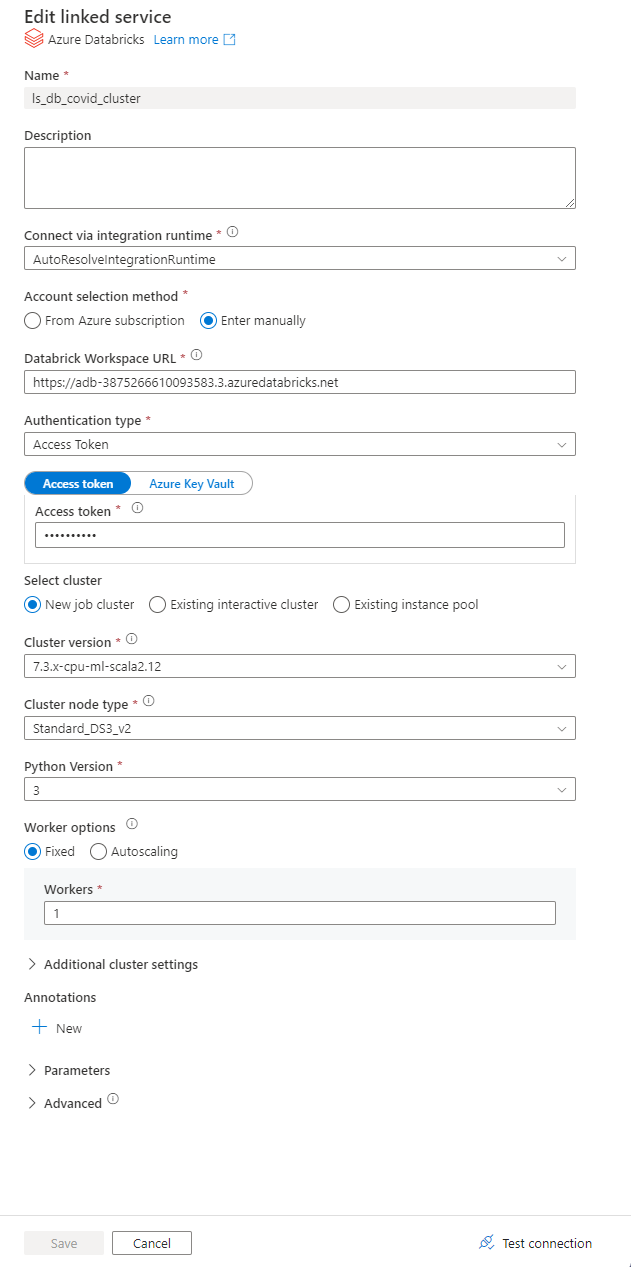 Edit linked service
Azure Databricks Learn more
Name *
ls_db_covid_cluster
Description
Connect via integration runtime *
AutoResolveIntegrationRuntime
Account selection method *
From Azure subscription Enter manually
Databrick Workspace URL *
https://adb-3875266610093583.3.azuredatabricks.net
Authentication type *
Access Token
Access token Azure Key Vault
Access token *
••••••••••
Select cluster
New job cluster Existing interactive cluster Existing instance pool
Cluster version *
7.3.x-cpu-ml-scala2.12
Cluster node type *
Standard_DS3_v2
Python Version *
3
Worker options
Fixed Autoscaling
Workers *
1
Additional cluster settings
Annotations
New
Parameters
Advanced
Save Cancel Test connection